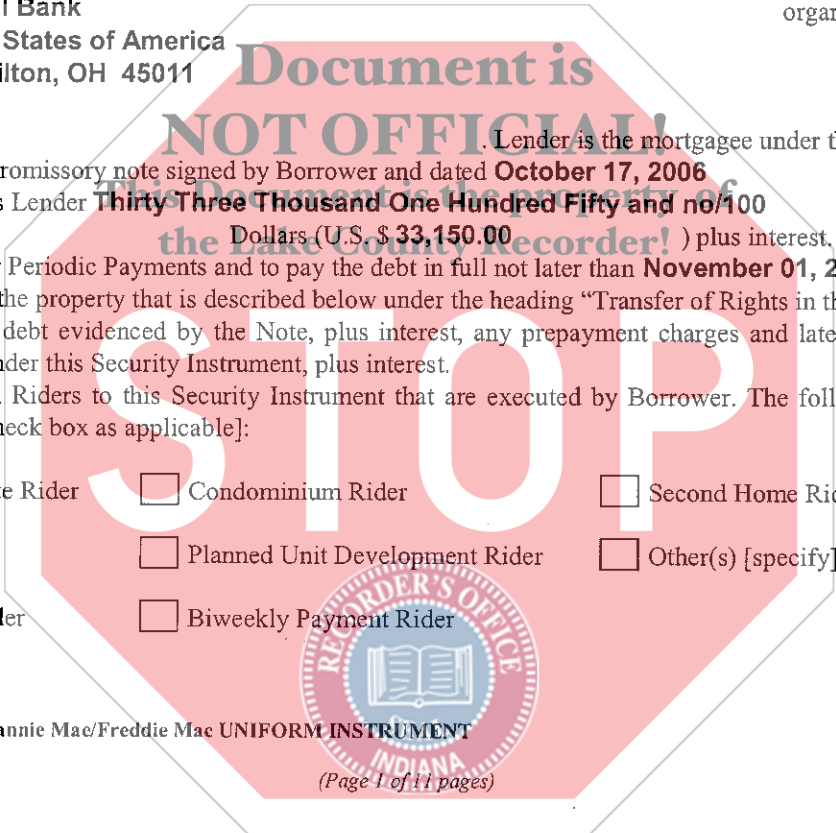 l Bank
States of America
ilton, OH 45011
organ
Document is
NOT OFFICIAL!
. Lender is the mortgagee under t
romissory note signed by Borrower and dated October 17, 2006
This Document is the property of
s Lender Thirty Three Thousand One Hundred Fifty and no/100
the Lake County Recorder!
Dollars (U.S. $ 33,150.00 ) plus interest.
Periodic Payments and to pay the debt in full not later than November 01, 2
the property that is described below under the heading “Transfer of Rights in th
debt evidenced by the Note, plus interest, any prepayment charges and late
nder this Security Instrument, plus interest.
Riders to this Security Instrument that are executed by Borrower. The foll
heck box as applicable]:
STOP
e Rider Condominium Rider Second Home Rid
Planned Unit Development Rider Other(s) [specify]
er Biweekly Payment Rider
RECORDER'S OFFICE
annie Mae/Freddie Mac UNIFORM INSTRUMENT
INDIANA
(Page 1 of 11 pages)